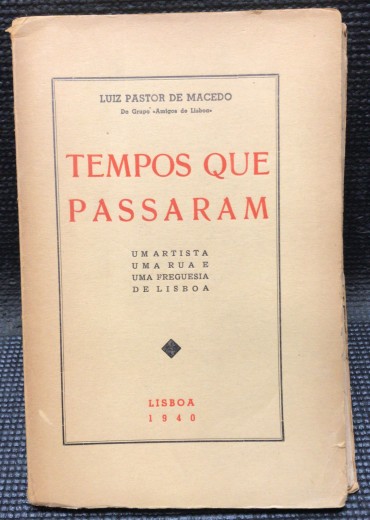 LUIZ PASTOR DE MACEDO
Do Grupo «Amigos de Lisboa»
TEMPOS QUE
PASSARAM
UM ARTISTA
UMA RUA E
UMA FREGUESIA
DE LISBOA
LISBOA
1940